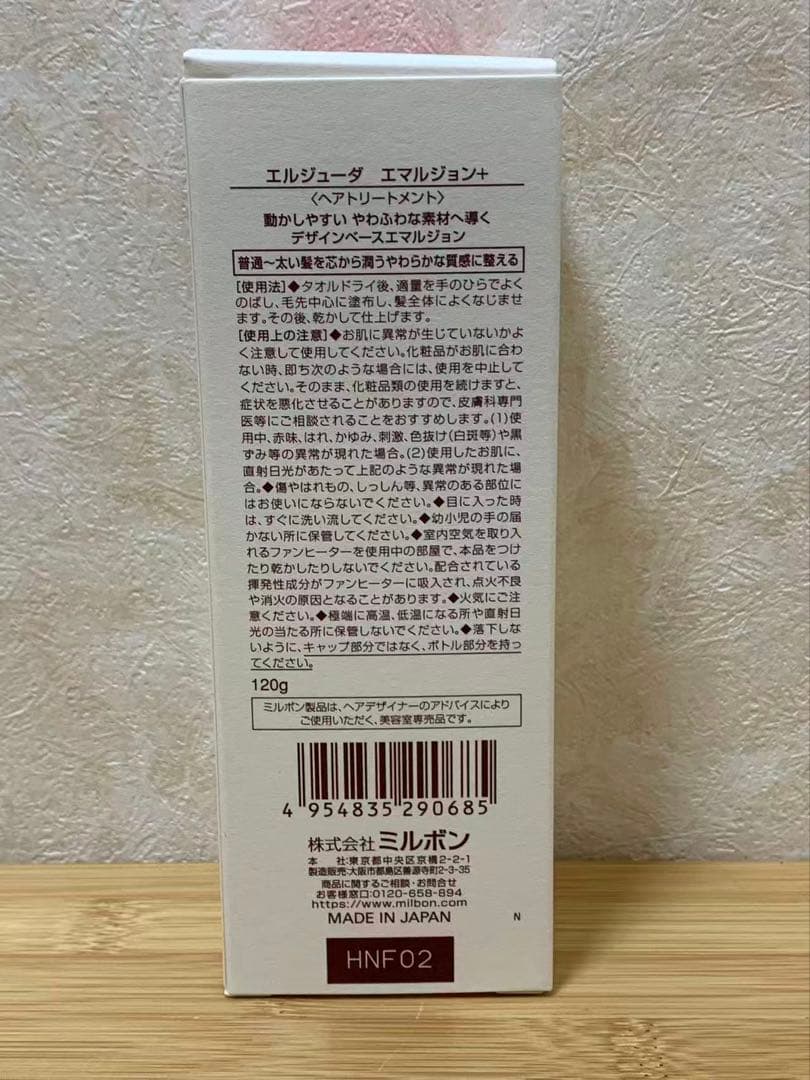 エルジューダ　エマルジョン+
〈ヘアトリートメント〉
動かしやすい やわふわな素材へ導く
デザインベースエマルジョン
普通～太い髪を芯から潤うやわらかな質感に整える
[使用法]◆タオルドライ後、適量を手のひらでよく
のばし、毛先中心に塗布し、髪全体によくなじませ
ます。その後、乾かして仕上げます。
[使用上の注意]◆お肌に異常が生じていないかよ
く注意して使用してください。化粧品がお肌に合わ
ない時、即ち次のような場合には、使用を中止して
ください。そのまま、化粧品類の使用を続けますと、
症状を悪化させることがありますので、皮膚科専門
医等にご相談されることをおすすめします。(1)使
用中、赤味、はれ、かゆみ、刺激、色抜け(白斑等)や黒
ずみ等の異常が現れた場合。(2)使用したお肌に、
直射日光があたって上記のような異常が現れた場
合。◆傷やはれもの、しっしん等、異常のある部位に
はお使いにならないでください。◆目に入った時
は、すぐに洗い流してください。◆幼小児の手の届
かない所に保管してください。◆室内空気を取り入
れるファンヒーターを使用中の部屋で、本品をつけ
たり乾かしたりしないでください。配合されている
揮発性成分がファンヒーターに吸入され、点火不良
や消火の原因となることがあります。◆火気にご注
意ください。◆極端に高温、低温になる所や直射日
光の当たる所に保管しないでください。◆落下しな
いように、キャップ部分ではなく、ボトル部分を持っ
てください。
120g
ミルボン製品は、ヘアデザイナーのアドバイスにより
ご使用いただく、美容室専売品です。
4 954835 290685
株式会社 ミルボン
本　社:東京都中央区京橋2-2-1
製造販売:大阪市都島区善源寺町2-3-35
商品に関するご相談・お問合せ
お客様窓口:0120-658-894
https://www.milbon.com/
MADE IN JAPAN
N
HNF02